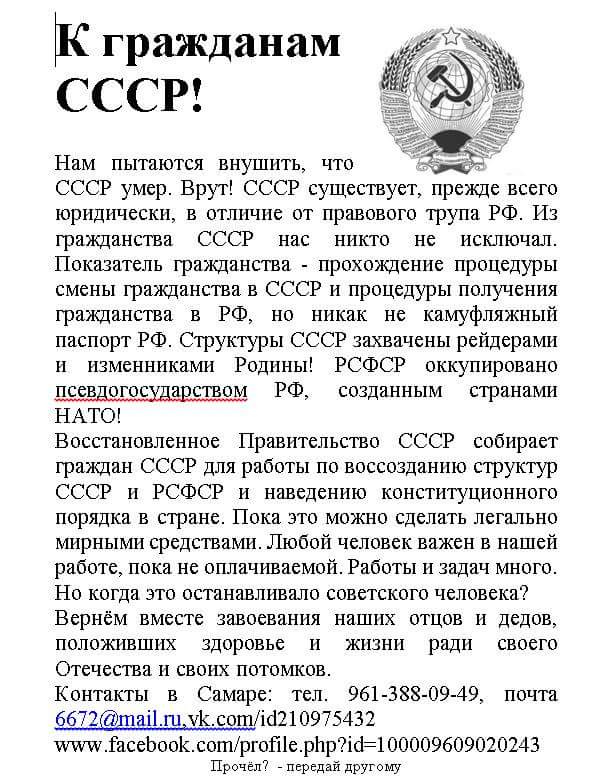 К гражданам
СССР!
Нам пытаются внушить, что
СССР умер. Врут! СССР существует, прежде всего
юридически, в отличие от правового трупа РФ. Из
гражданства СССР нас никто не исключал.
Показатель гражданства - прохождение процедуры
смены гражданства в СССР и процедуры получения
гражданства в РФ, но никак не камуфляжный
паспорт РФ. Структуры СССР захвачены рейдерами
и изменниками Родины! РСФСР оккупировано
псевдогосударством РФ, созданным странами
НАТО!
Восстановленное Правительство СССР собирает
граждан СССР для работы по воссозданию структур
СССР и РСФСР и наведению конституционного
порядка в стране. Пока это можно сделать легально
мирными средствами. Любой человек важен в нашей
работе, пока не оплачиваемой. Работы и задач много.
Но когда это останавливало советского человека?
Вернём вместе завоевания наших отцов и дедов,
положивших здоровье и жизни ради своего
Отечества и своих потомков.
Контакты в Самаре: тел. 961-388-09-49, почта
6672@mail.ru,vk.com/id210975432
www.facebook.com/profile.php?id=100009609020243
Прочёл? - передай другому